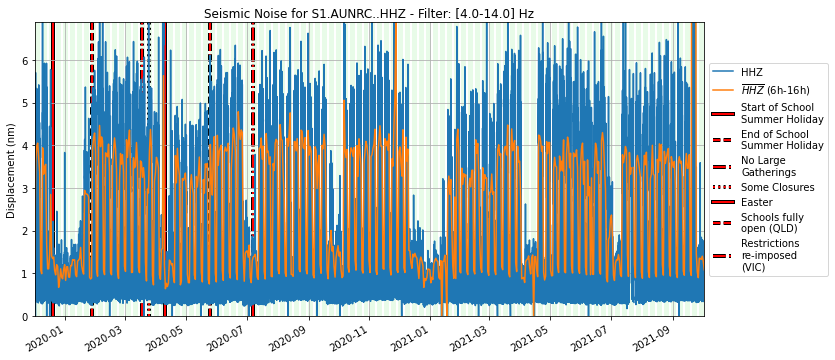 Seismic Noise for S1.AUNRC..HHZ - Filter: [4.0-14.0] Hz
Displacement (nm)
6
5
4
3
2
1
0
2020-01
2020-03
2020-05
2020-07
2020-09
2020-11
2021-01
2021-03
2021-05
2021-07
2021-09
HHZ
HHZ (6h-16h)
Start of School
Summer Holiday
End of School
Summer Holiday
No Large
Gatherings
Some Closures
Easter
Schools fully
open (QLD)
Restrictions
re-imposed
(VIC)